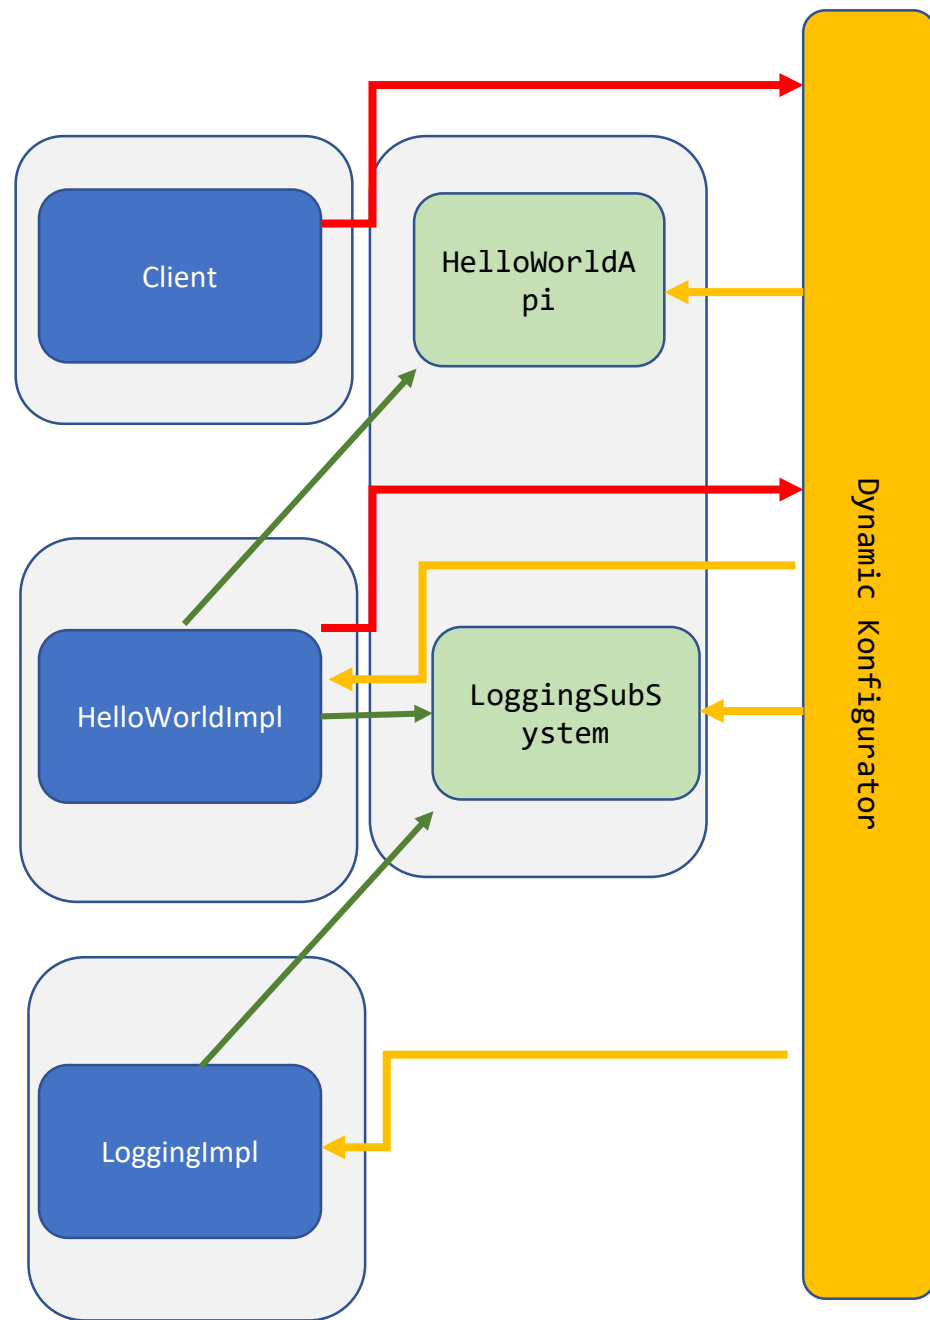 Client
HelloWorldA
pi
HelloWorldImpl
LoggingSubS
ystem
Dynamic Konfigurator
LoggingImpl